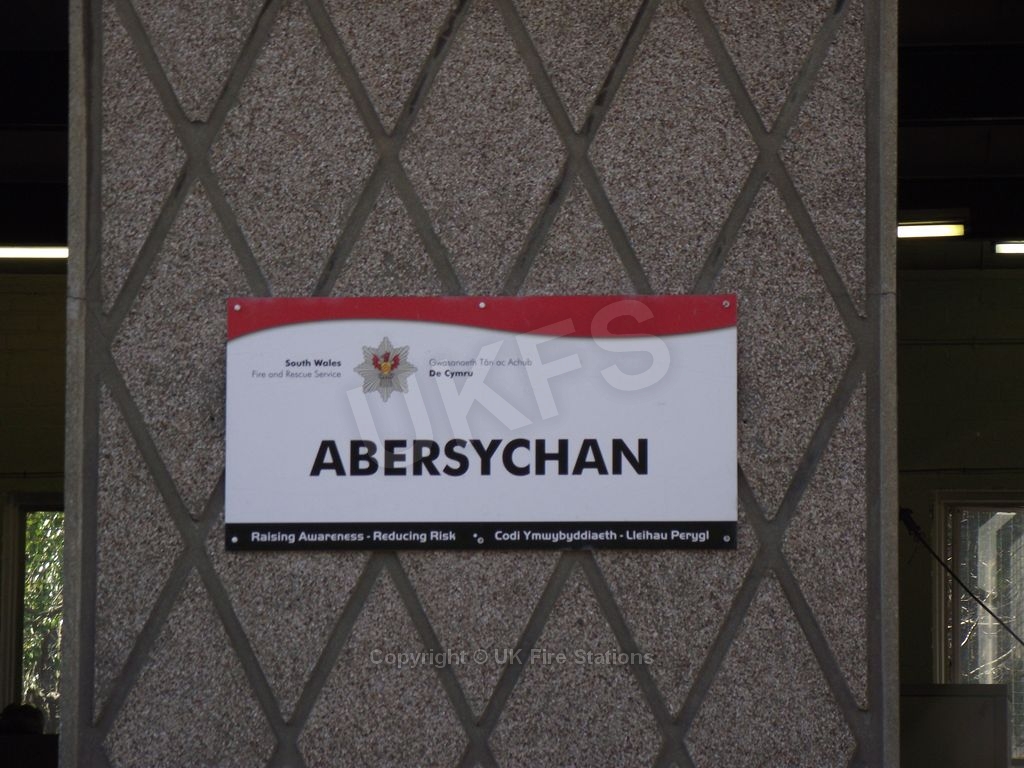 South Wales
Fire and Rescue Service
Gwasanaeth Tân ac Achub
De Cymru
UKFS
ABERSYCHAN
Raising Awareness - Reducing Risk • Codi Ymwybyddiaeth - Lleihau Perygl
Copyright © UK Fire Stations